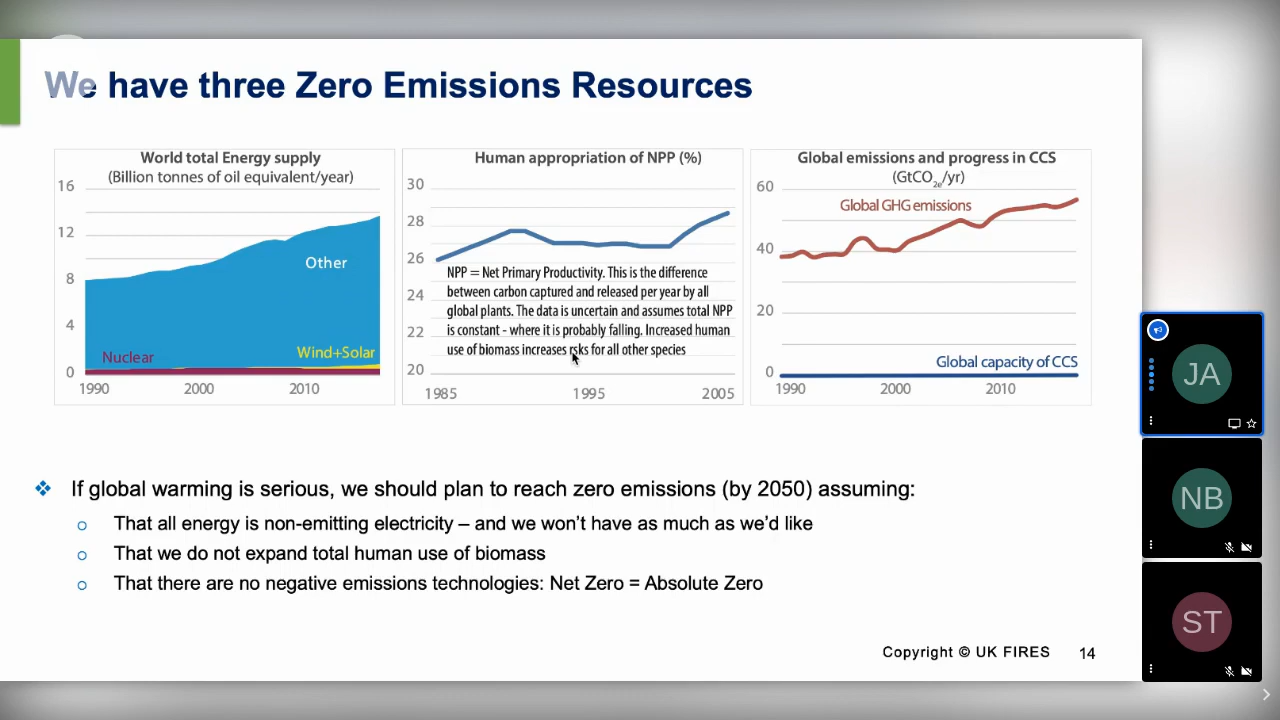 We have three Zero Emissions Resources
World total Energy supply
(Billion tonnes of oil equivalent/year)
16
12
8
4
0
Other
Nuclear
Wind+Solar
1990
2000
2010
Human appropriation of NPP (%)
30
28
26
24
22
20
NPP = Net Primary Productivity. This is the difference
between carbon captured and released per year by all
global plants. The data is uncertain and assumes total NPP
is constant - where it is probably falling. Increased human
use of biomass increases rsks for all other species
1985
1995
2005
Global emissions and progress in CCS
(GtCO2e/yr)
60
40
20
0
Global GHG emissions
Global capacity of CCS
1990
2000
2010
If global warming is serious, we should plan to reach zero emissions (by 2050) assuming:
That all energy is non-emitting electricity – and we won't have as much as we'd like
That we do not expand total human use of biomass
That there are no negative emissions technologies: Net Zero = Absolute Zero
Copyright © UK FIRES 14
JA
NB
ST